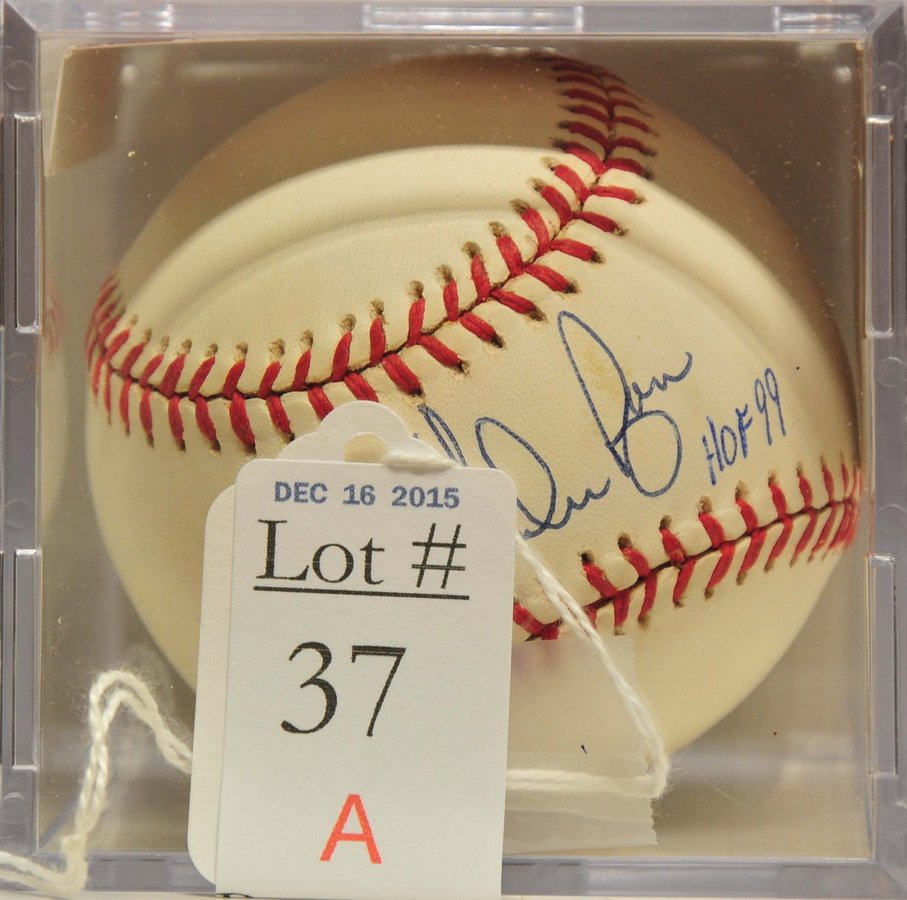 HOF 99
DEC 16 2015
Lot #
37
A